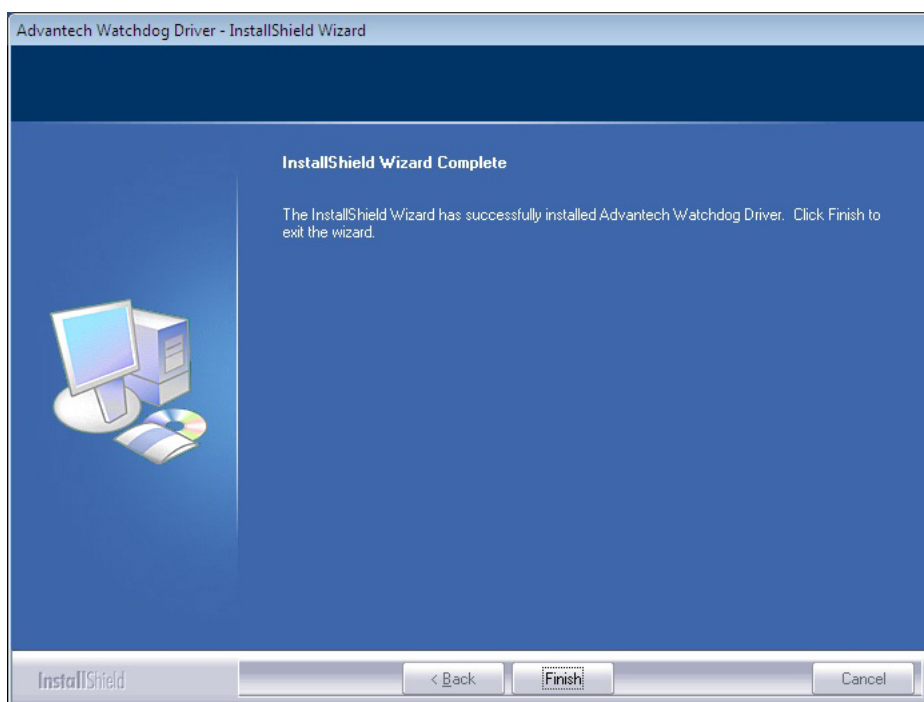 Advantech Watchdog Driver - InstallShield Wizard
InstallShield Wizard Complete
The InstallShield Wizard has successfully installed Advantech Watchdog Driver.  Click Finish to
exit the wizard.
InstallShield
< Back
Finish
Cancel